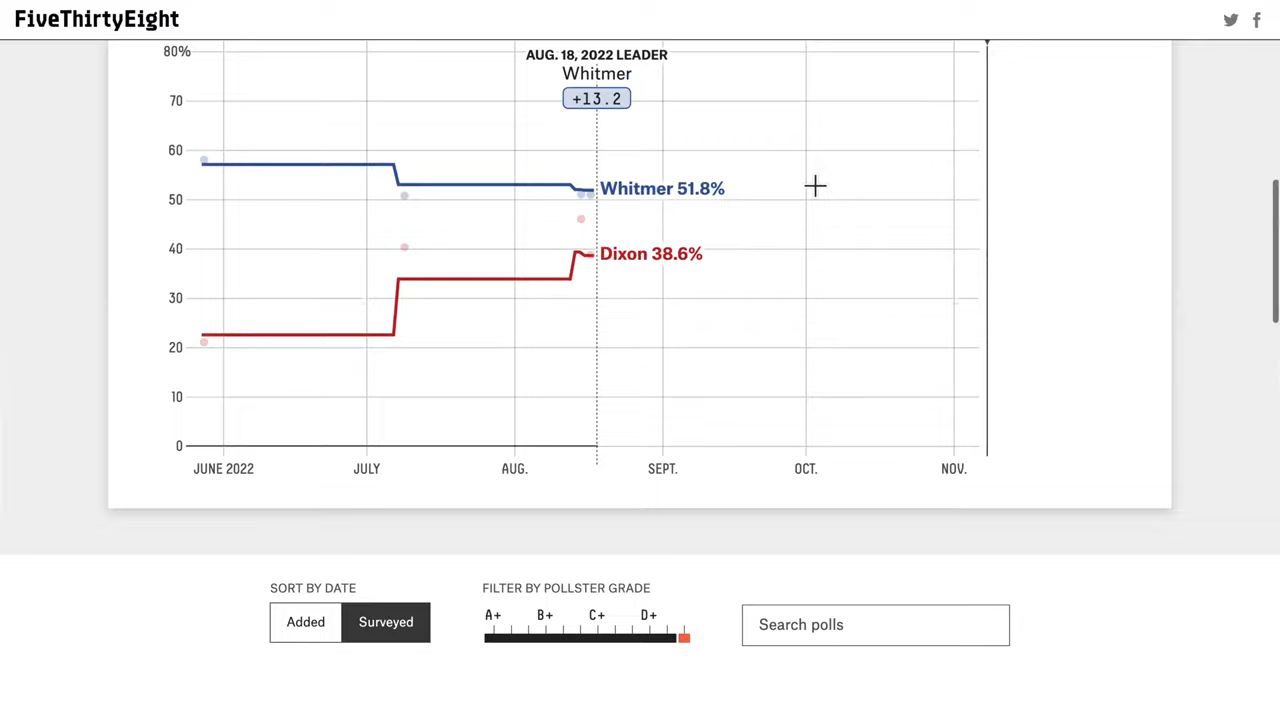 FiveThirtyEight
80%
AUG. 18, 2022 LEADER
Whitmer
+13.2
70
60
Whitmer 51.8%
50
40
Dixon 38.6%
30
20
10
0
JUNE 2022 JULY AUG. SEPT. OCT. NOV.
SORT BY DATE FILTER BY POLLSTER GRADE
A+ B+ C+ D+
Added Surveyed Search polls